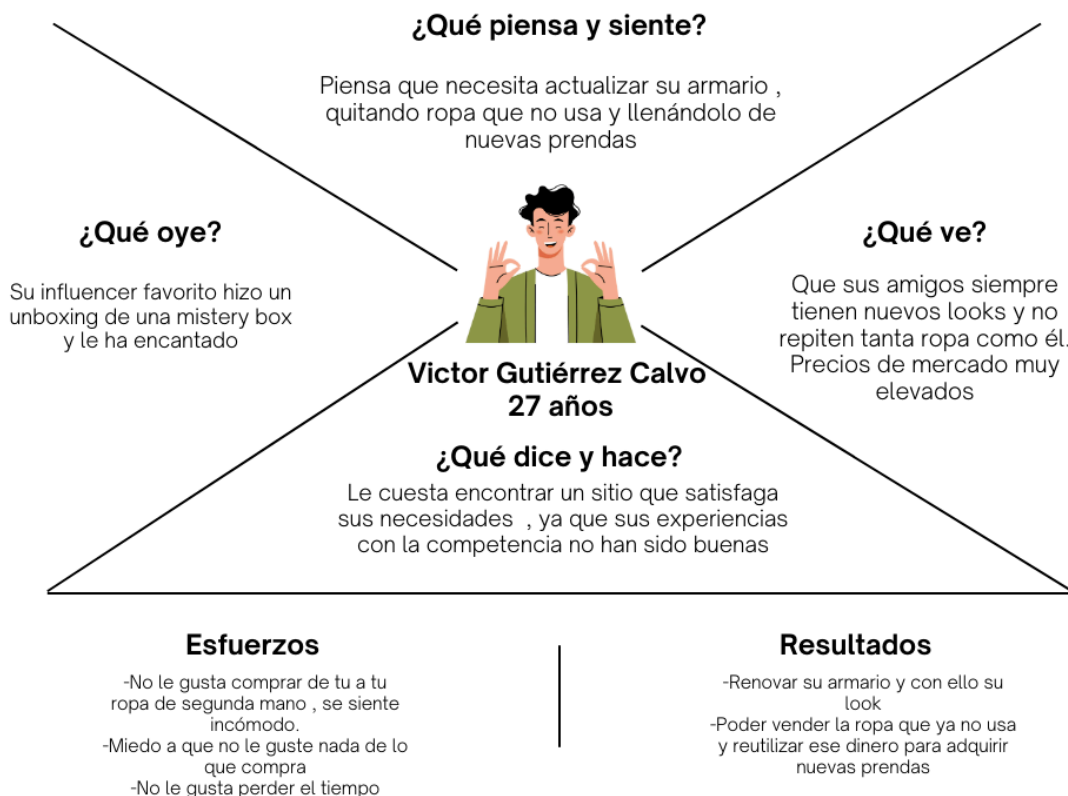 ¿Qué piensa y siente?
Piensa que necesita actualizar su armario ,
quitando ropa que no usa y llenándolo de
nuevas prendas
¿Qué oye?
Su influencer favorito hizo un
unboxing de una mistery box
y le ha encantado
¿Qué ve?
Que sus amigos siempre
tienen nuevos looks y no
repiten tanta ropa como él.
Precios de mercado muy
elevados
Victor Gutiérrez Calvo
27 años
¿Qué dice y hace?
Le cuesta encontrar un sitio que satisfaga
sus necesidades , ya que sus experiencias
con la competencia no han sido buenas
Esfuerzos
-No le gusta comprar de tu a tu
ropa de segunda mano , se siente
incómodo.
-Miedo a que no le guste nada de lo
que compra
-No le gusta perder el tiempo
Resultados
-Renovar su armario y con ello su
look
-Poder vender la ropa que ya no usa
y reutilizar ese dinero para adquirir
nuevas prendas